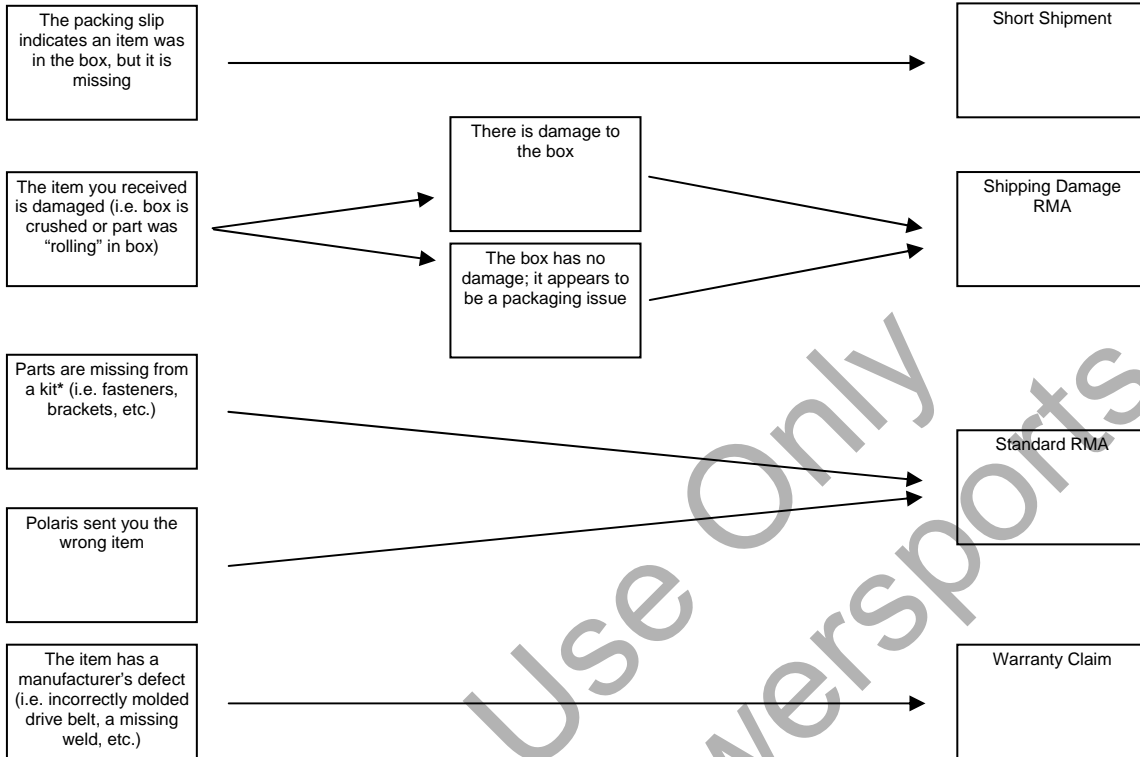 The packing slip
indicates an item was
in the box, but it is
missing
Short Shipment
There is damage to
the box
The item you received
is damaged (i.e. box is
crushed or part was
“rolling” in box)
Shipping Damage
RMA
The box has no
damage; it appears to
be a packaging issue
Parts are missing from
a kit* (i.e. fasteners,
brackets, etc.)
Standard RMA
Polaris sent you the
wrong item
The item has a
manufacturer’s defect
(i.e. incorrectly molded
drive belt, a missing
weld, etc.)
Warranty Claim
Use Only